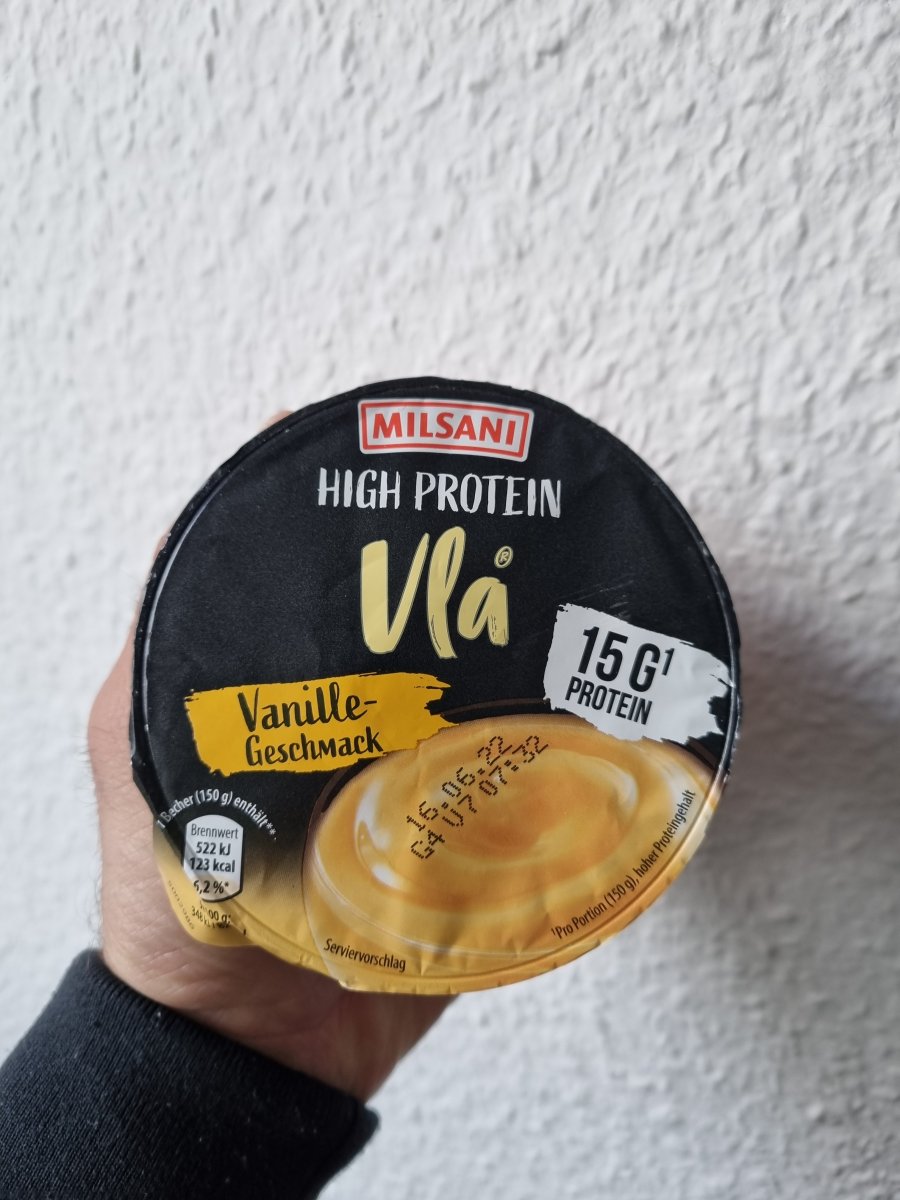 MILSANI
HIGH PROTEIN
Vla®
15 G¹
PROTEIN
Vanille-
Geschmack
16.06.22
G4 07 07:32
1 Becher (150 g) enthält**
Brennwert
522 kJ
123 kcal
6,2 %*
Serviervorschlag
¹Pro Portion (150 g), hoher Proteingehalt